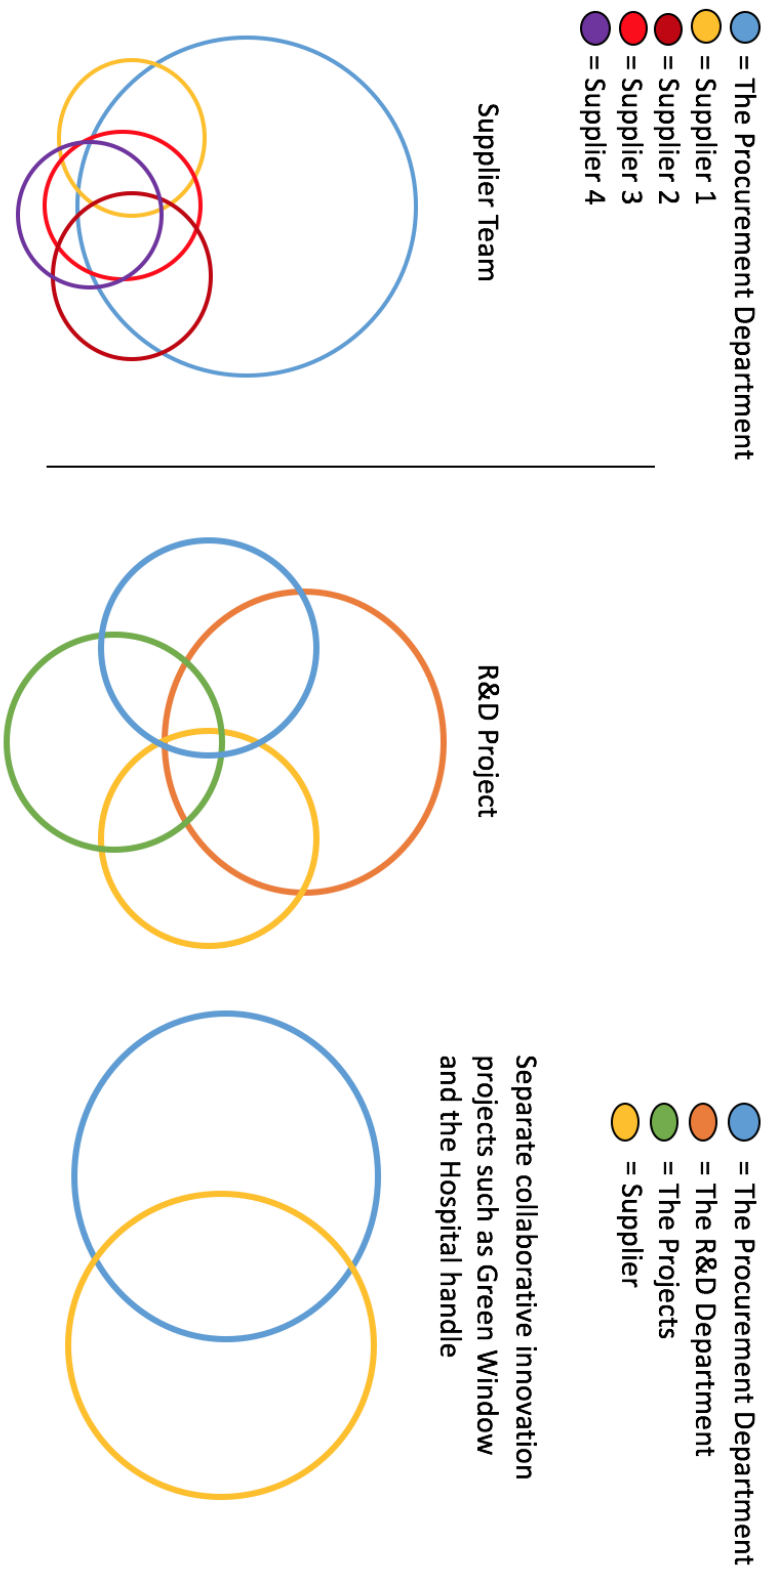 = The Procurement Department
= Supplier 1
= Supplier 2
= Supplier 3
= Supplier 4
Supplier Team
= The Procurement Department
= The R&D Department
= The Projects
= Supplier
R&D Project
Separate collaborative innovation
projects such as Green Window
and the Hospital handle